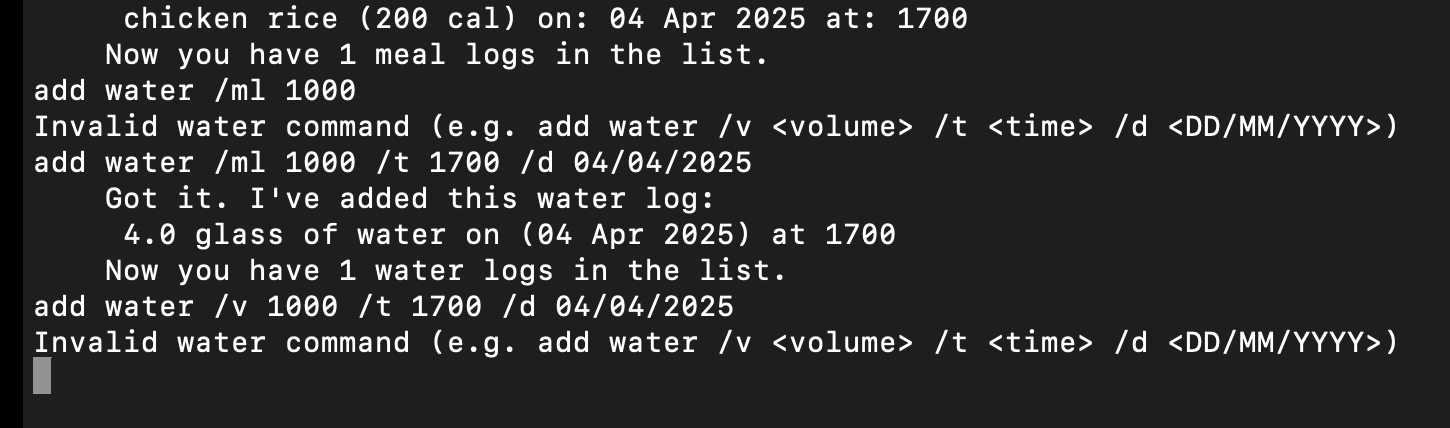 chicken rice (200 cal) on: 04 Apr 2025 at: 1700
Now you have 1 meal logs in the list.
add water /ml 1000
Invalid water command (e.g. add water /v <volume> /t <time> /d <DD/MM/YYYY>)
add water /ml 1000 /t 1700 /d 04/04/2025
Got it. I've added this water log:
4.0 glass of water on (04 Apr 2025) at 1700
Now you have 1 water logs in the list.
add water /v 1000 /t 1700 /d 04/04/2025
Invalid water command (e.g. add water /v <volume> /t <time> /d <DD/MM/YYYY>)